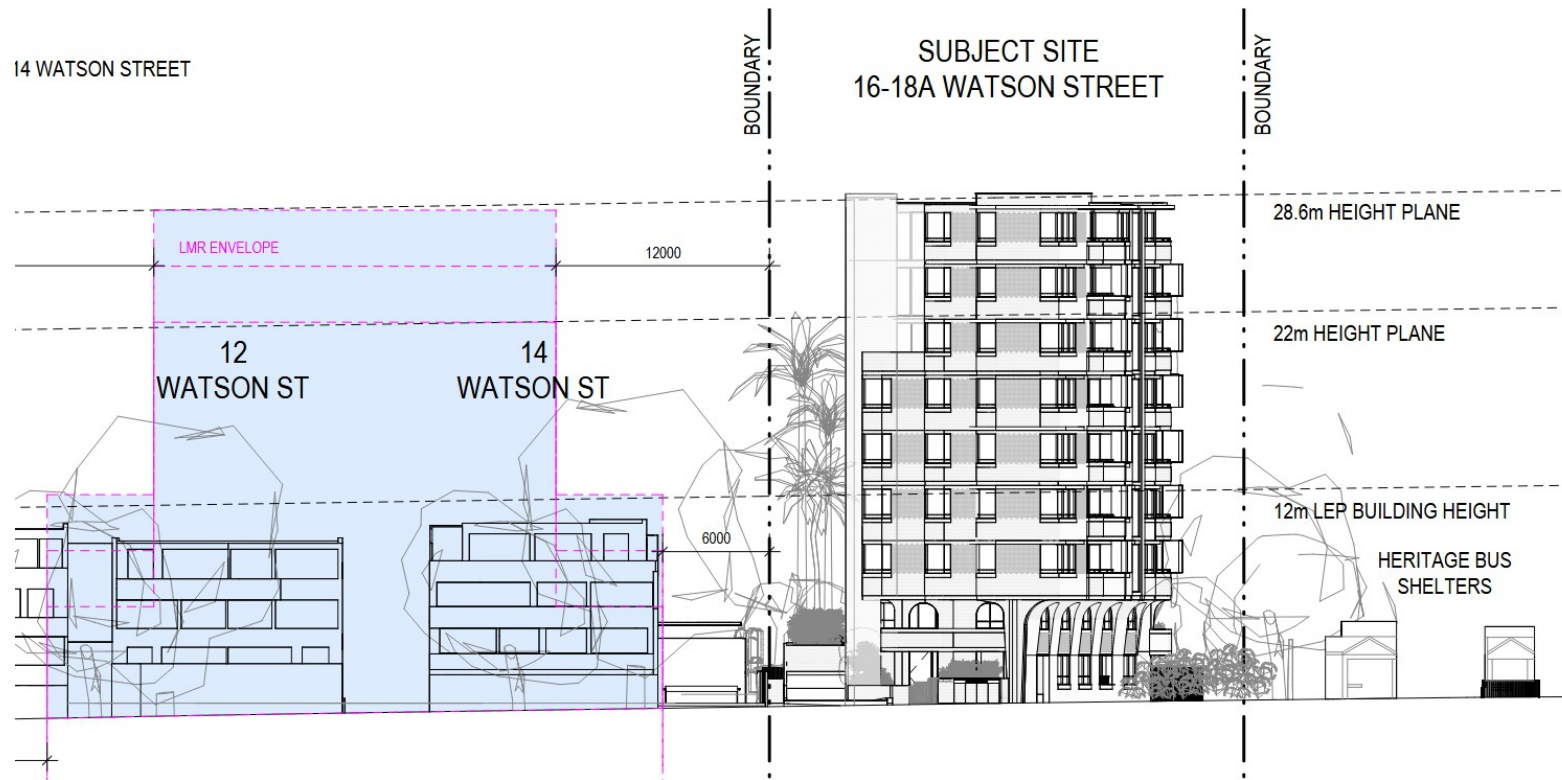 14 WATSON STREET
BOUNDARY
SUBJECT SITE
16-18A WATSON STREET
BOUNDARY
28.6m HEIGHT PLANE
LMR ENVELOPE
12000
22m HEIGHT PLANE
12
WATSON ST
14
WATSON ST
12m LEP BUILDING HEIGHT
6000
HERITAGE BUS
SHELTERS